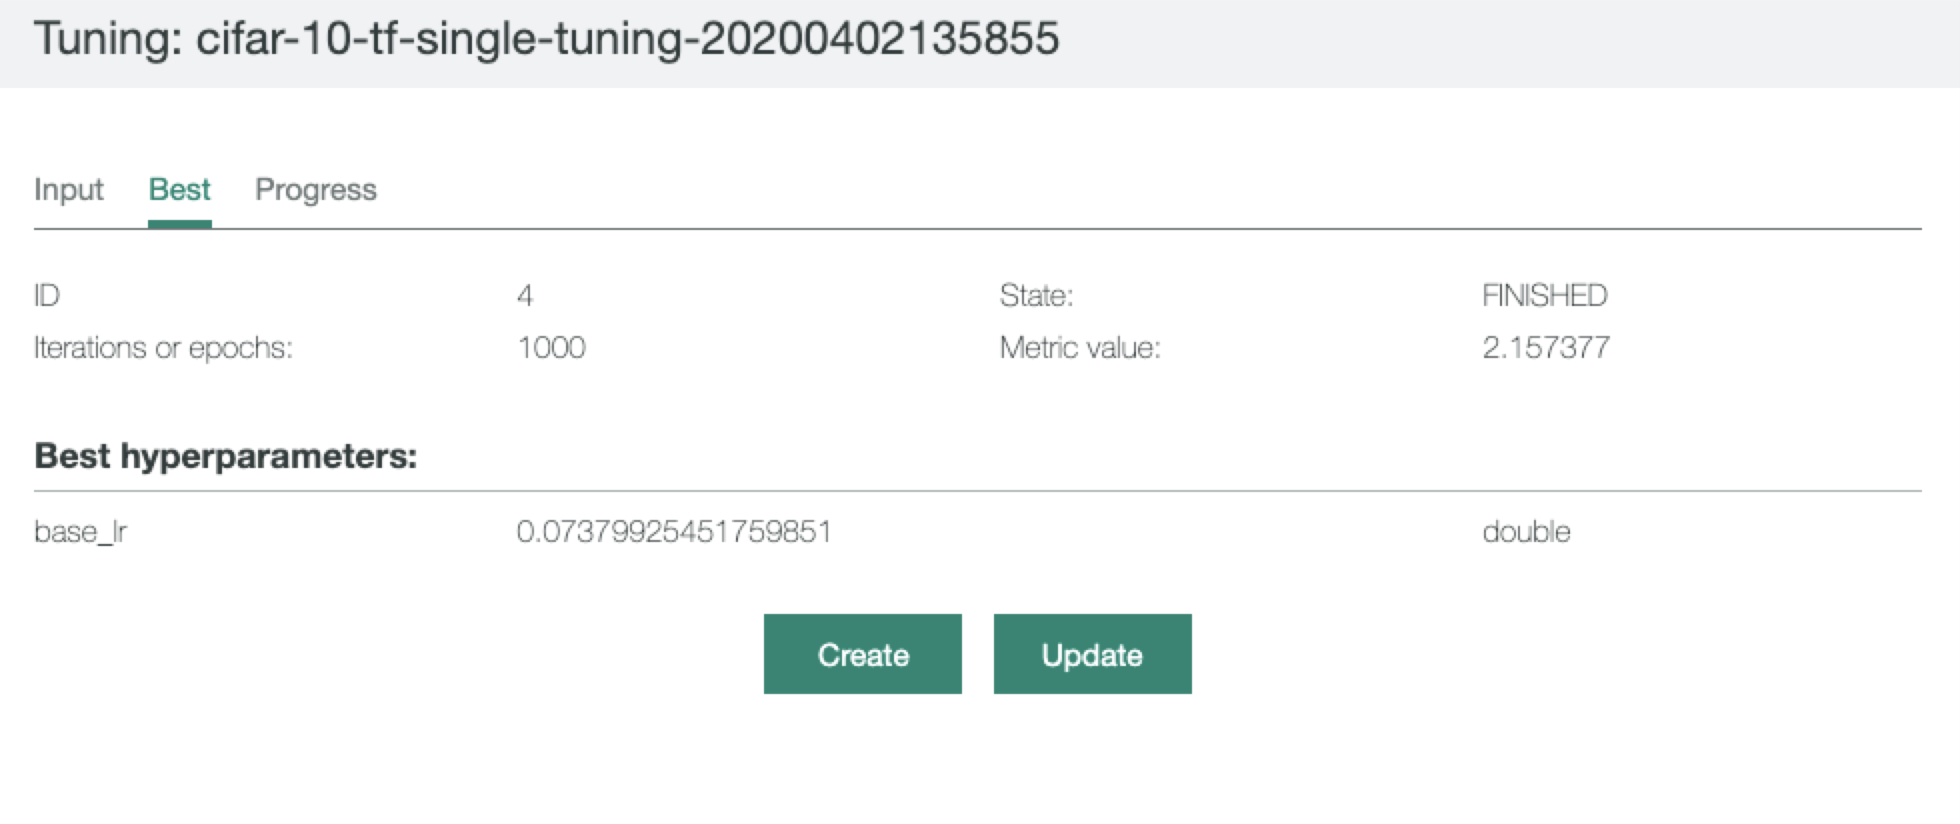 Tuning: cifar-10-tf-single-tuning-20200402135855
Input Best Progress
ID 4 State: FINISHED
Iterations or epochs: 1000 Metric value: 2.157377
Best hyperparameters:
base_lr 0.07379925451759851 double
Create Update